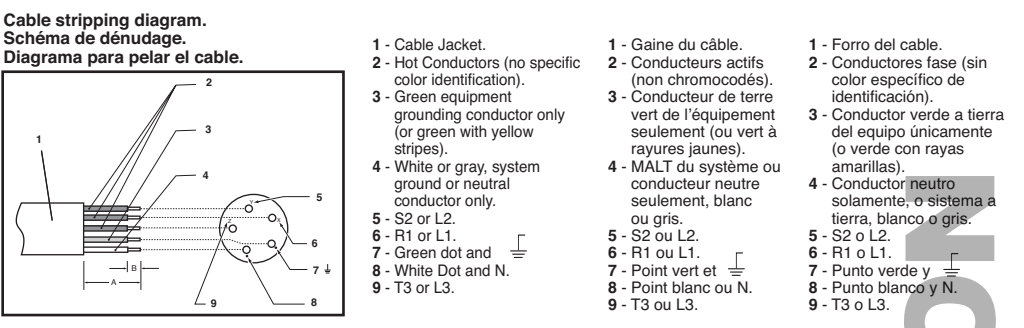 Cable stripping diagram.
Schéma de dénudage.
Diagrama para pelar el cable.
2
1
3
4
5
6
7
8
9
Y
X
Z
B
A
1 - Cable Jacket.
2 - Hot Conductors (no specific
color identification).
3 - Green equipment
grounding conductor only
(or green with yellow
stripes).
4 - White or gray, system
ground or neutral
conductor only.
5 - S2 or L2.
6 - R1 or L1.
7 - Green dot and ⏚
8 - White Dot and N.
9 - T3 or L3.
1 - Gaine du câble.
2 - Conducteurs actifs
(non chromocodés).
3 - Conducteur de terre
vert de l'équipement
seulement (ou vert à
rayures jaunes).
4 - MALT du système ou
conducteur neutre
seulement, blanc
ou gris.
5 - S2 ou L2.
6 - R1 ou L1.
7 - Point vert et ⏚
8 - Point blanc ou N.
9 - T3 ou L3.
1 - Forro del cable.
2 - Conductores fase (sin
color específico de
identificación).
3 - Conductor verde a tierra
del equipo únicamente
(o verde con rayas
amarillas).
4 - Conductor neutro
solamente, o sistema a
tierra, blanco o gris.
5 - S2 o L2.
6 - R1 o L1.
7 - Punto verde y ⏚
8 - Punto blanco y N.
9 - T3 o L3.